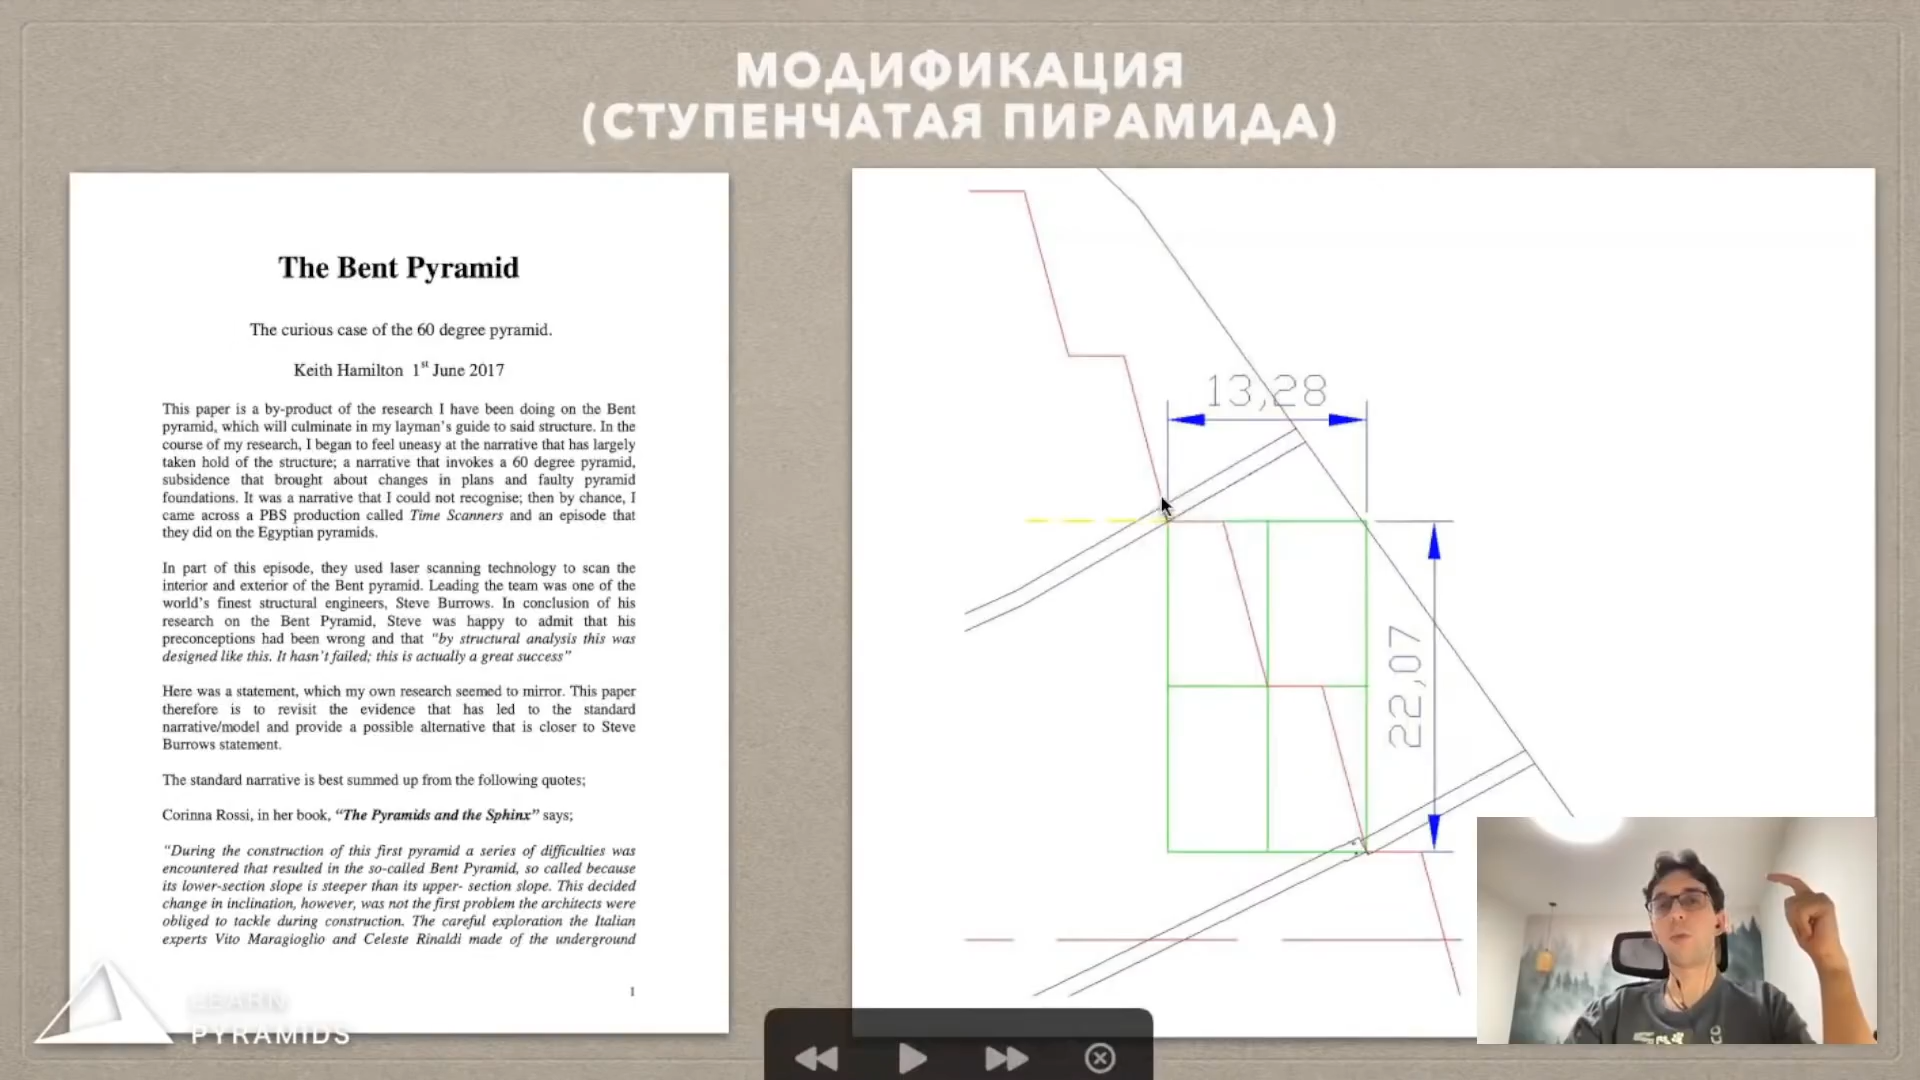 МОДИФИКАЦИЯ
(СТУПЕНЧАТАЯ ПИРАМИДА)
The Bent Pyramid
The curious case of the 60 degree pyramid.
Keith Hamilton 1st June 2017
This paper is a by-product of the research I have been doing on the Bent
pyramid, which will culminate in my layman's guide to said structure. In the
course of my research, I began to feel uneasy at the narrative that has largely
taken hold of the structure; a narrative that invokes a 60 degree pyramid,
subsidence that brought about changes in plans and faulty pyramid
foundations. It was a narrative that I could not recognise; then by chance, I
came across a PBS production called Time Scanners and an episode that
they did on the Egyptian pyramids.
In part of this episode, they used laser scanning technology to scan the
interior and exterior of the Bent pyramid. Leading the team was one of the
world's finest structural engineers, Steve Burrows. In conclusion of his
research on the Bent Pyramid, Steve was happy to admit that his
preconceptions had been wrong and that "by structural analysis this was
designed like this. It hasn't failed; this is actually a great success"
Here was a statement, which my own research seemed to mirror. This paper
therefore is to revisit the evidence that has led to the standard
narrative/model and provide a possible alternative that is closer to Steve
Burrows statement.
The standard narrative is best summed up from the following quotes;
Corinna Rossi, in her book, "The Pyramids and the Sphinx" says;
"During the construction of this first pyramid a series of difficulties was
encountered that resulted in the so-called Bent Pyramid, so called because
its lower-section slope is steeper than its upper- section slope. This decided
change in inclination, however, was not the first problem the architects were
obliged to tackle during construction. The careful exploration the Italian
experts Vito Maragioglio and Celeste Rinaldi made of the underground
1
13,28
22,07
LEARN
PYRAMIDS